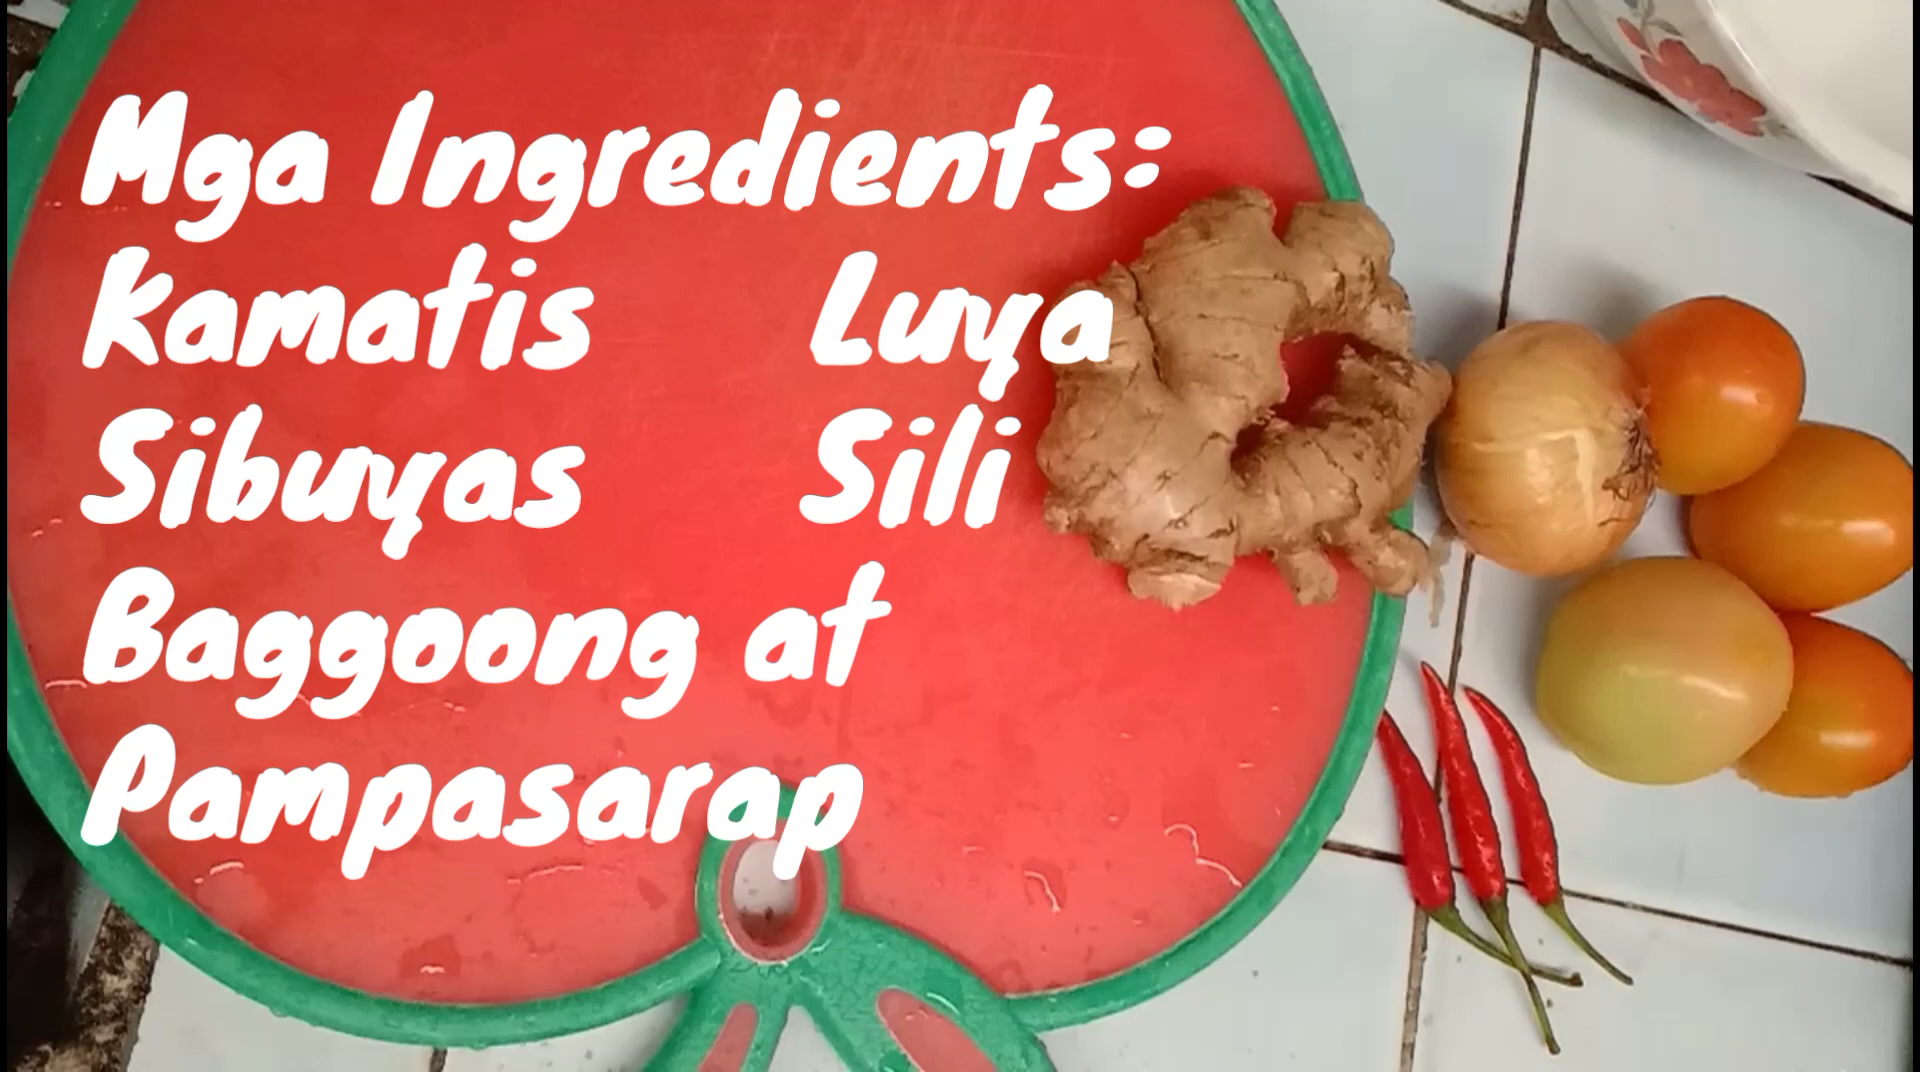 Mga Ingredients:
Kamatis Luya
Sibuyas Sili
Baggoong at
Pampasarap